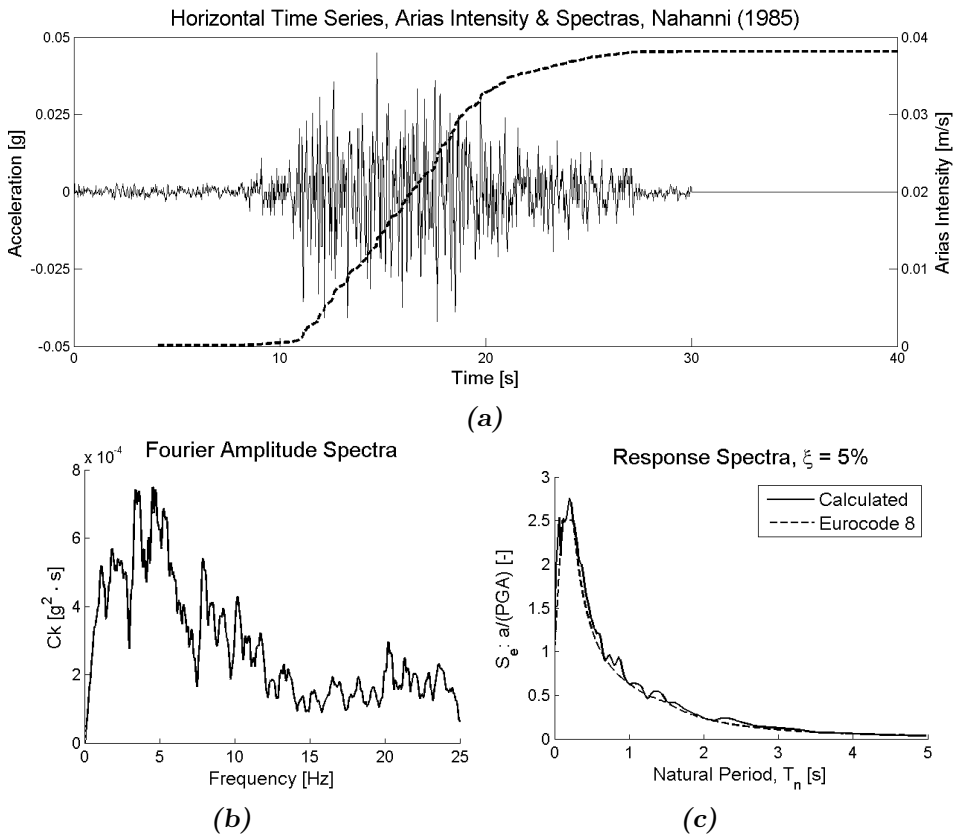 Horizontal Time Series, Arias Intensity & Spectras, Nahanni (1985)
0.05
0.025
0
-0.025
-0.05
Acceleration [g]
0.04
0.03
0.02
0.01
0
Arias Intensity [m/s]
0 10 20 30 40
Time [s]
(a)
Fourier Amplitude Spectra
x 10⁻⁴
8
6
4
2
0
Ck [g² · s]
0 5 10 15 20 25
Frequency [Hz]
(b)
Response Spectra, ξ = 5%
3
2.5
2
1.5
1
0.5
0
S_e : a/(PGA) [-]
Calculated
Eurocode 8
0 1 2 3 4 5
Natural Period, T_n [s]
(c)